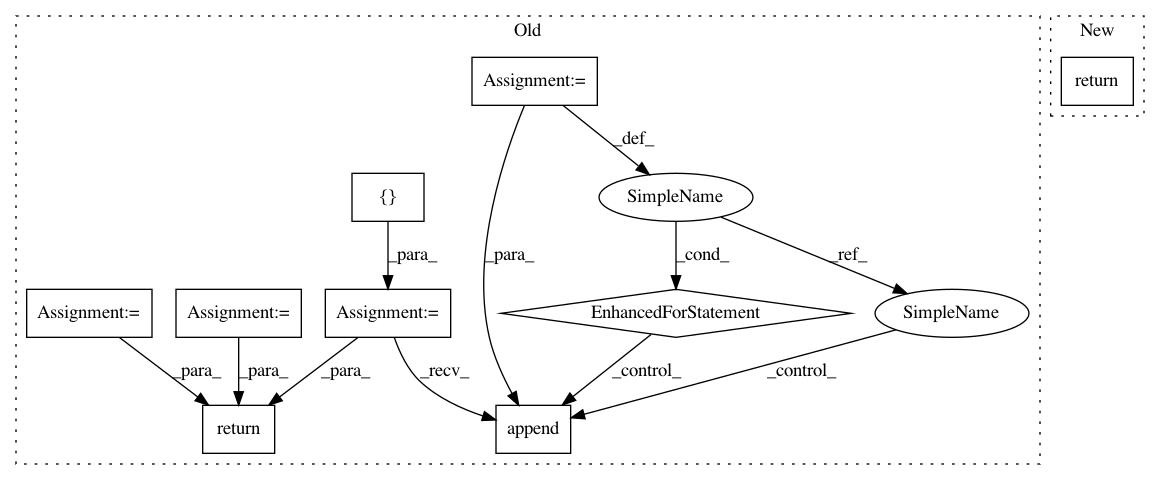 Old
New
Assignment:=
return
_def_
{}
SimpleName
_para_
_para_
_cond_
_ref_
Assignment:=
Assignment:=
Assignment:=
EnhancedForStatement
SimpleName
_para_
_para_
_para_
_recv_
_control_
_control_
return
append